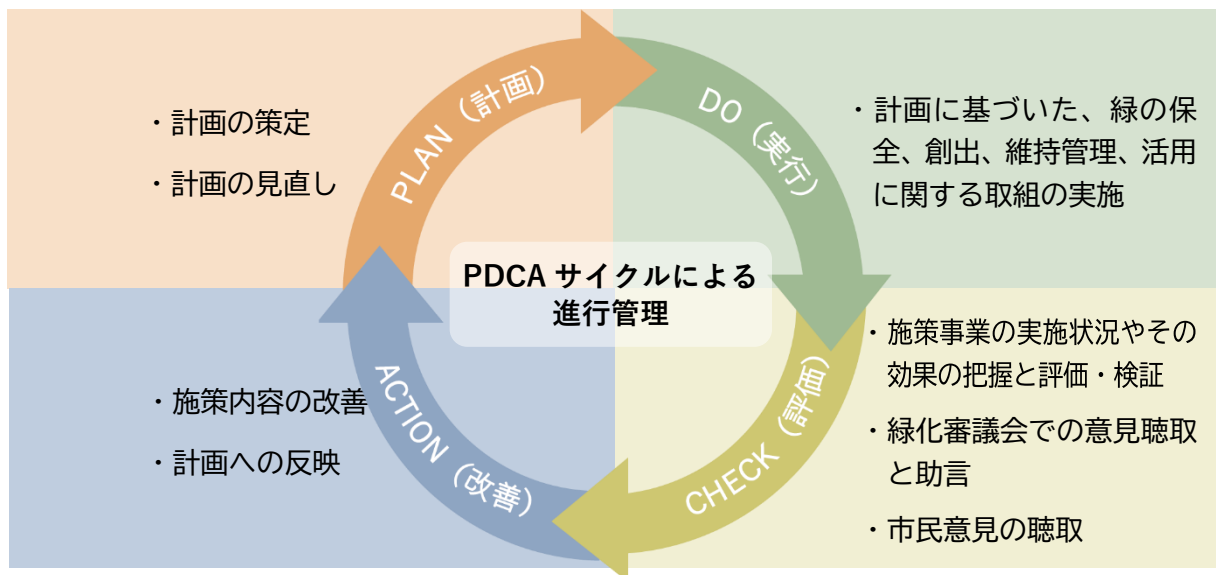 PLAN（計画）
・計画の策定
・計画の見直し
DO（実行）
・計画に基づいた、緑の保
全、創出、維持管理、活用
に関する取組の実施
PDCA サイクルによる
進行管理
CHECK（評価）
・施策事業の実施状況やその
効果の把握と評価・検証
・緑化審議会での意見聴取
と助言
・市民意見の聴取
ACTION（改善）
・施策内容の改善
・計画への反映